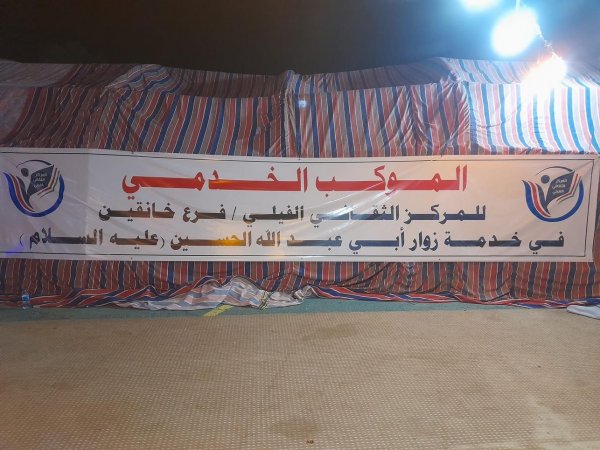 الموكب الخدمي
للمركز الثقافي الفيلي / فرع خانقين
في خدمة زوار أبي عبد الله الحسين (عليه السلام)